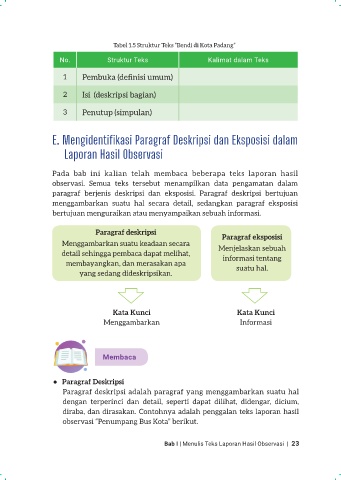 Tabel 1.5 Struktur Teks "Bendi di Kota Padang"
No. Struktur Teks Kalimat dalam Teks
1 Pembuka (definisi umum)
2 Isi (deskripsi bagian)
3 Penutup (simpulan)
E. Mengidentifikasi Paragraf Deskripsi dan Eksposisi dalam
Laporan Hasil Observasi
Pada bab ini kalian telah membaca beberapa teks laporan hasil
observasi. Semua teks tersebut menampilkan data pengamatan dalam
paragraf berjenis deskripsi dan eksposisi. Paragraf deskripsi bertujuan
menggambarkan suatu hal secara detail, sedangkan paragraf eksposisi
bertujuan menguraikan atau menyampaikan sebuah informasi.
Paragraf deskripsi
Menggambarkan suatu keadaan secara
detail sehingga pembaca dapat melihat,
membayangkan, dan merasakan apa
yang sedang dideskripsikan.
Paragraf eksposisi
Menjelaskan sebuah
informasi tentang
suatu hal.
Kata Kunci
Menggambarkan
Kata Kunci
Informasi
Membaca
• Paragraf Deskripsi
Paragraf deskripsi adalah paragraf yang menggambarkan suatu hal
dengan terperinci dan detail, seperti dapat dilihat, didengar, dicium,
diraba, dan dirasakan. Contohnya adalah penggalan teks laporan hasil
observasi "Penumpang Bus Kota" berikut.
Bab I | Menulis Teks Laporan Hasil Observasi | 23